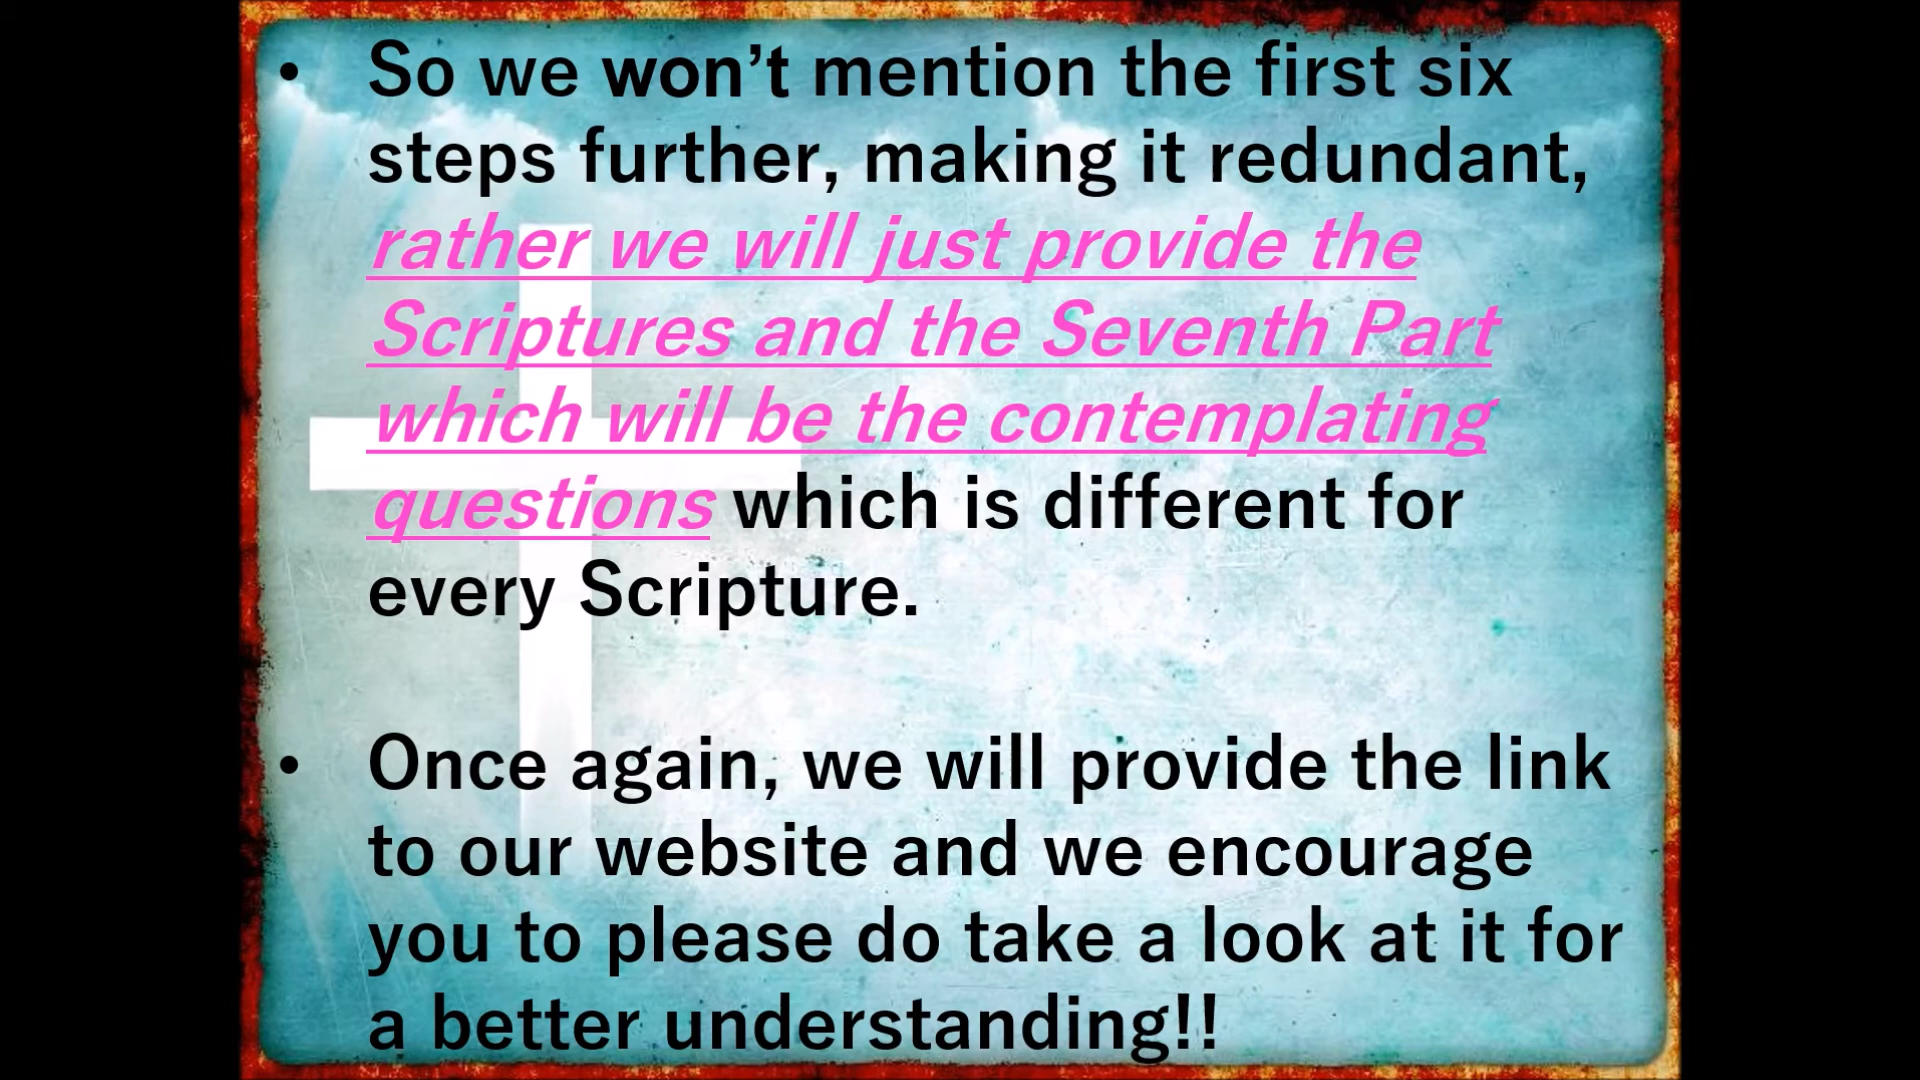 • So we won’t mention the first six
steps further, making it redundant,
rather we will just provide the
Scriptures and the Seventh Part
which will be the contemplating
questions which is different for
every Scripture.
• Once again, we will provide the link
to our website and we encourage
you to please do take a look at it for
a better understanding!!